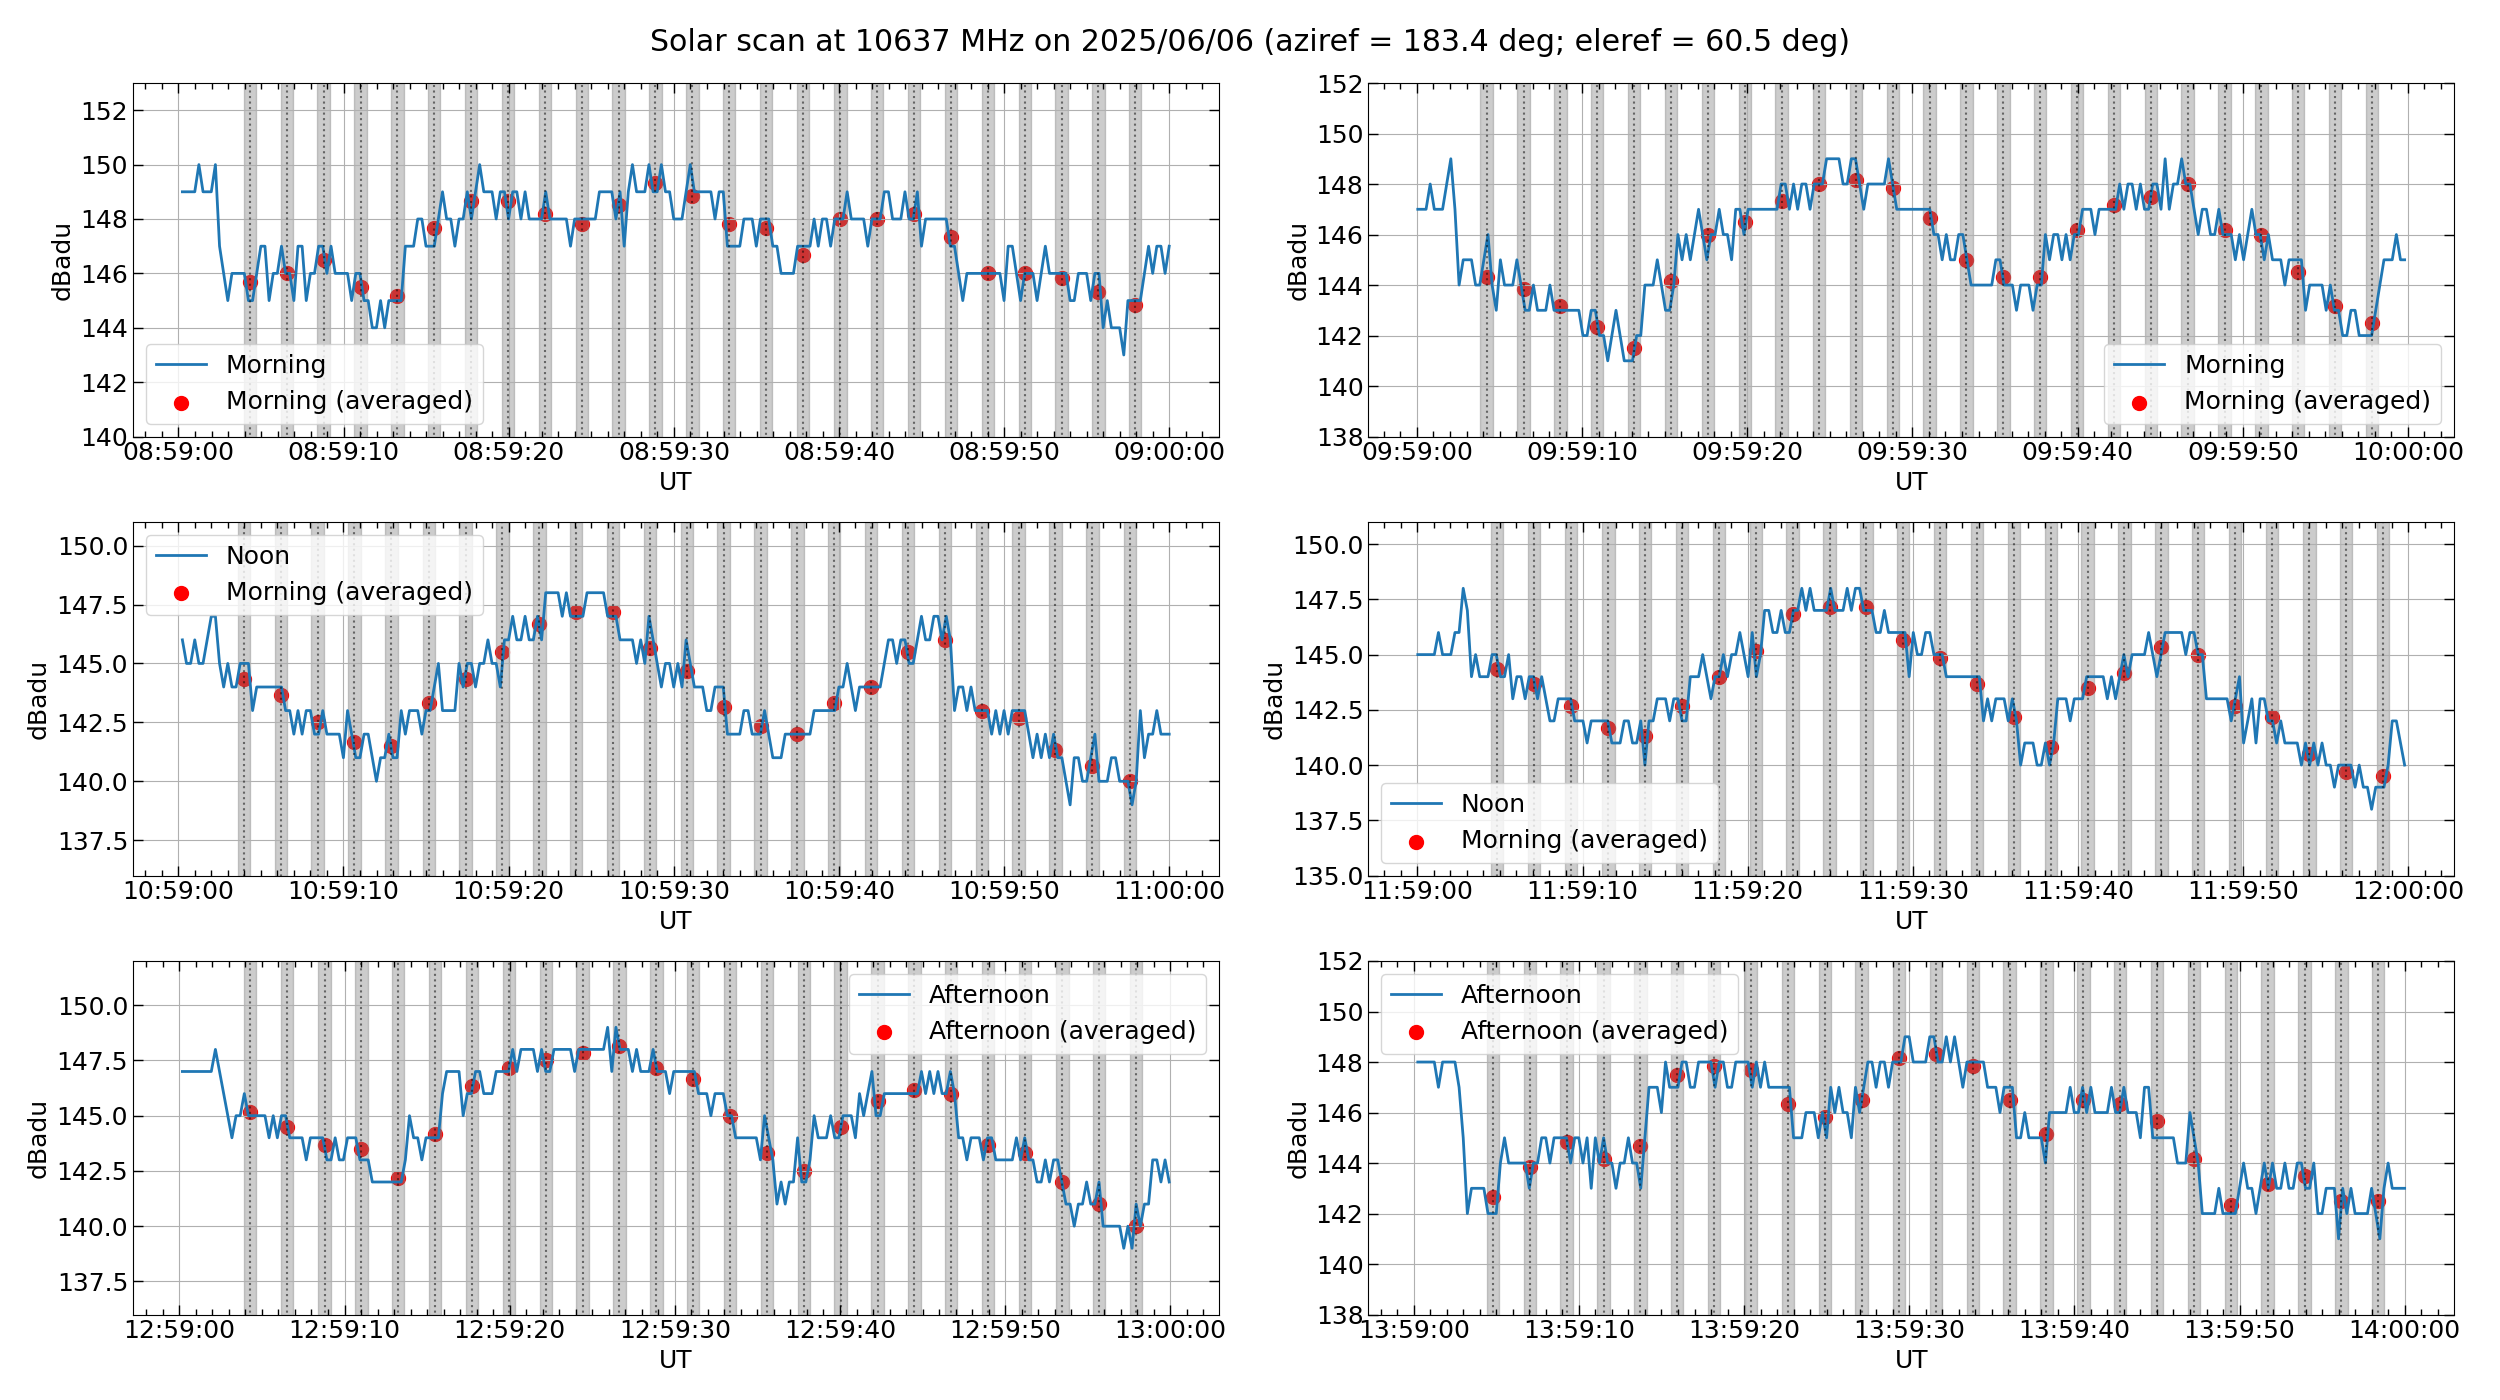 Solar scan at 10637 MHz on 2025/06/06 (aziref = 183.4 deg; eleref = 60.5 deg)
152
150
148
146
144
142
140
dBadu
Morning
Morning (averaged)
08:59:00 08:59:10 08:59:20 08:59:30 08:59:40 08:59:50 09:00:00
UT
152
150
148
146
144
142
140
138
dBadu
Morning
Morning (averaged)
09:59:00 09:59:10 09:59:20 09:59:30 09:59:40 09:59:50 10:00:00
UT
150.0
147.5
145.0
142.5
140.0
137.5
dBadu
Noon
Morning (averaged)
10:59:00 10:59:10 10:59:20 10:59:30 10:59:40 10:59:50 11:00:00
UT
150.0
147.5
145.0
142.5
140.0
137.5
135.0
dBadu
Noon
Morning (averaged)
11:59:00 11:59:10 11:59:20 11:59:30 11:59:40 11:59:50 12:00:00
UT
150.0
147.5
145.0
142.5
140.0
137.5
dBadu
Afternoon
Afternoon (averaged)
12:59:00 12:59:10 12:59:20 12:59:30 12:59:40 12:59:50 13:00:00
UT
152
150
148
146
144
142
140
138
dBadu
Afternoon
Afternoon (averaged)
13:59:00 13:59:10 13:59:20 13:59:30 13:59:40 13:59:50 14:00:00
UT